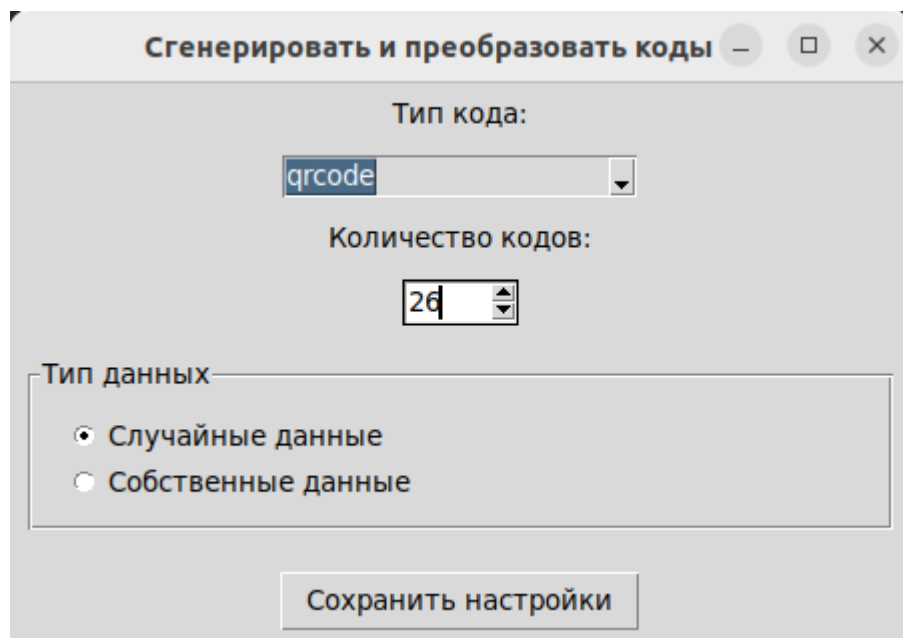 Сгенерировать и преобразовать коды
Тип кода:
qrcode
Количество кодов:
26
Тип данных
Случайные данные
Собственные данные
Сохранить настройки